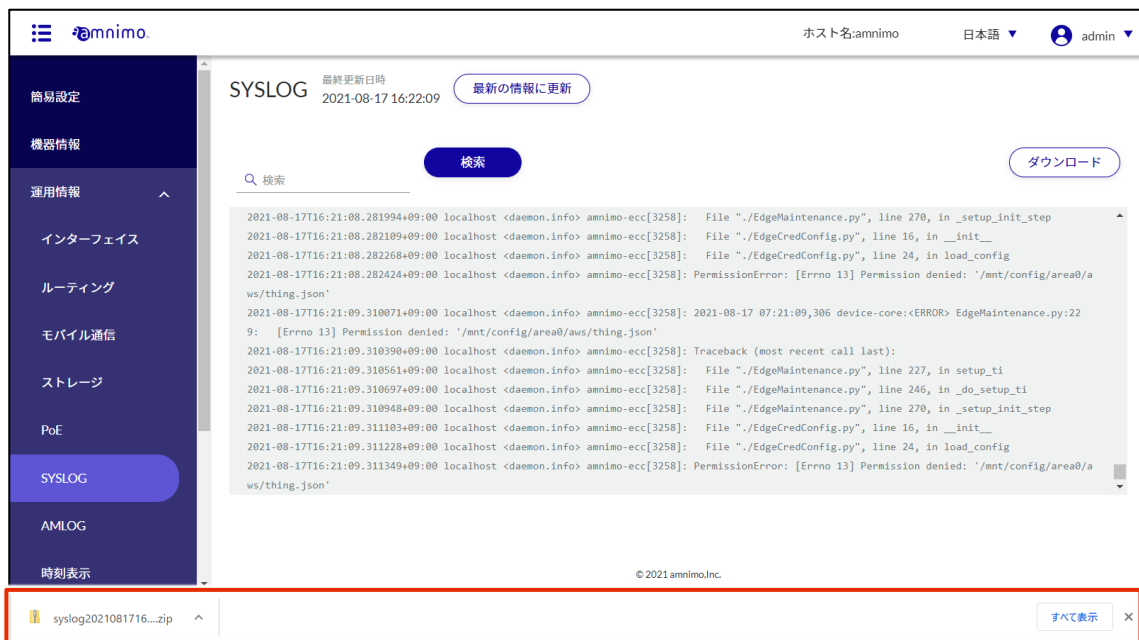 amnimo.
ホスト名:amnimo
日本語 ▼
admin ▼
簡易設定
機器情報
運用情報
インターフェイス
ルーティング
モバイル通信
ストレージ
PoE
SYSLOG
AMLOG
時刻表示
SYSLOG
最終更新日時
2021-08-17 16:22:09
最新の情報に更新
検索
検索
ダウンロード
2021-08-17T16:21:08.281994+09:00 localhost <daemon.info> amnimo-ecc[3258]:   File "./EdgeMaintenance.py", line 270, in _setup_init_step
2021-08-17T16:21:08.282109+09:00 localhost <daemon.info> amnimo-ecc[3258]:   File "./EdgeCredConfig.py", line 16, in __init__
2021-08-17T16:21:08.282268+09:00 localhost <daemon.info> amnimo-ecc[3258]:   File "./EdgeCredConfig.py", line 24, in load_config
2021-08-17T16:21:08.282424+09:00 localhost <daemon.info> amnimo-ecc[3258]: PermissionError: [Errno 13] Permission denied: '/mnt/config/area0/a
ws/thing.json'
2021-08-17T16:21:09.310071+09:00 localhost <daemon.info> amnimo-ecc[3258]: 2021-08-17 07:21:09,306 device-core:<ERROR> EdgeMaintenance.py:22
9:   [Errno 13] Permission denied: '/mnt/config/area0/aws/thing.json'
2021-08-17T16:21:09.310390+09:00 localhost <daemon.info> amnimo-ecc[3258]: Traceback (most recent call last):
2021-08-17T16:21:09.310561+09:00 localhost <daemon.info> amnimo-ecc[3258]:   File "./EdgeMaintenance.py", line 227, in setup_ti
2021-08-17T16:21:09.310697+09:00 localhost <daemon.info> amnimo-ecc[3258]:   File "./EdgeMaintenance.py", line 246, in _do_setup_ti
2021-08-17T16:21:09.310948+09:00 localhost <daemon.info> amnimo-ecc[3258]:   File "./EdgeMaintenance.py", line 270, in _setup_init_step
2021-08-17T16:21:09.311103+09:00 localhost <daemon.info> amnimo-ecc[3258]:   File "./EdgeCredConfig.py", line 16, in __init__
2021-08-17T16:21:09.311228+09:00 localhost <daemon.info> amnimo-ecc[3258]:   File "./EdgeCredConfig.py", line 24, in load_config
2021-08-17T16:21:09.311349+09:00 localhost <daemon.info> amnimo-ecc[3258]: PermissionError: [Errno 13] Permission denied: '/mnt/config/area0/a
ws/thing.json'
© 2021 amnimo,Inc.
syslog2021081716....zip
すべて表示